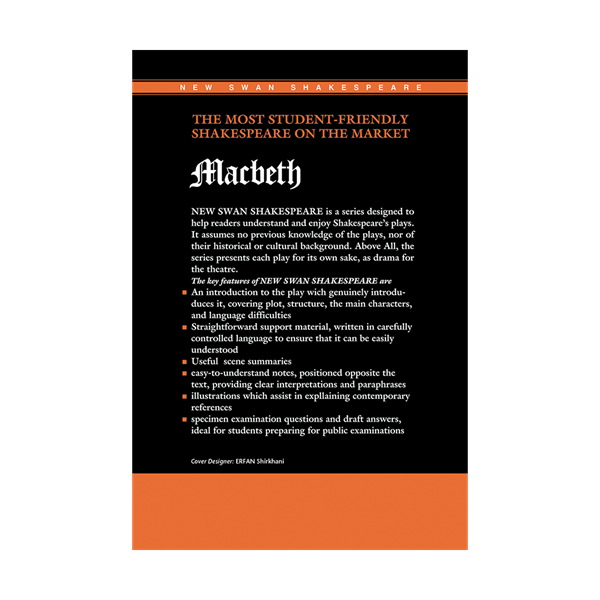 NEW SWAN SHAKESPEARE
THE MOST STUDENT-FRIENDLY
SHAKESPEARE ON THE MARKET
Macbeth
NEW SWAN SHAKESPEARE is a series designed to
help readers understand and enjoy Shakespeare's plays.
It assumes no previous knowledge of the plays, nor of
their historical or cultural background. Above All, the
series presents each play for its own sake, as drama for
the theatre.
The key features of NEW SWAN SHAKESPEARE are
An introduction to the play wich genuinely introdu-
duces it, covering plot, structure, the main characters,
and language difficulties
Straightforward support material, written in carefully
controlled language to ensure that it can be easily
understood
Useful scene summaries
easy-to-understand notes, positioned opposite the
text, providing clear interpretations and paraphrases
illustrations which assist in expllaining contemporary
references
specimen examination questions and draft answers,
ideal for students preparing for public examinations
Cover Designer: ERFAN Shirkhani